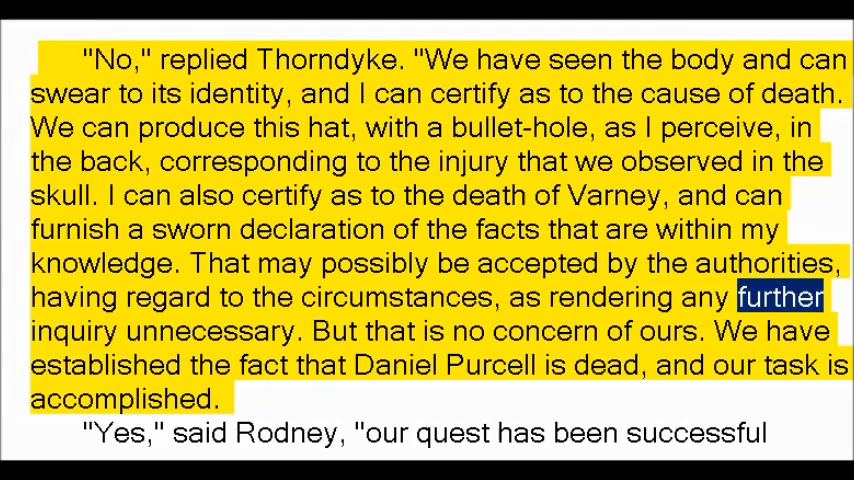 "No," replied Thorndyke. "We have seen the body and can
swear to its identity, and I can certify as to the cause of death.
We can produce this hat, with a bullet-hole, as I perceive, in
the back, corresponding to the injury that we observed in the
skull. I can also certify as to the death of Varney, and can
furnish a sworn declaration of the facts that are within my
knowledge. That may possibly be accepted by the authorities,
having regard to the circumstances, as rendering any further
inquiry unnecessary. But that is no concern of ours. We have
established the fact that Daniel Purcell is dead, and our task is
accomplished.
"Yes," said Rodney, "our quest has been successful